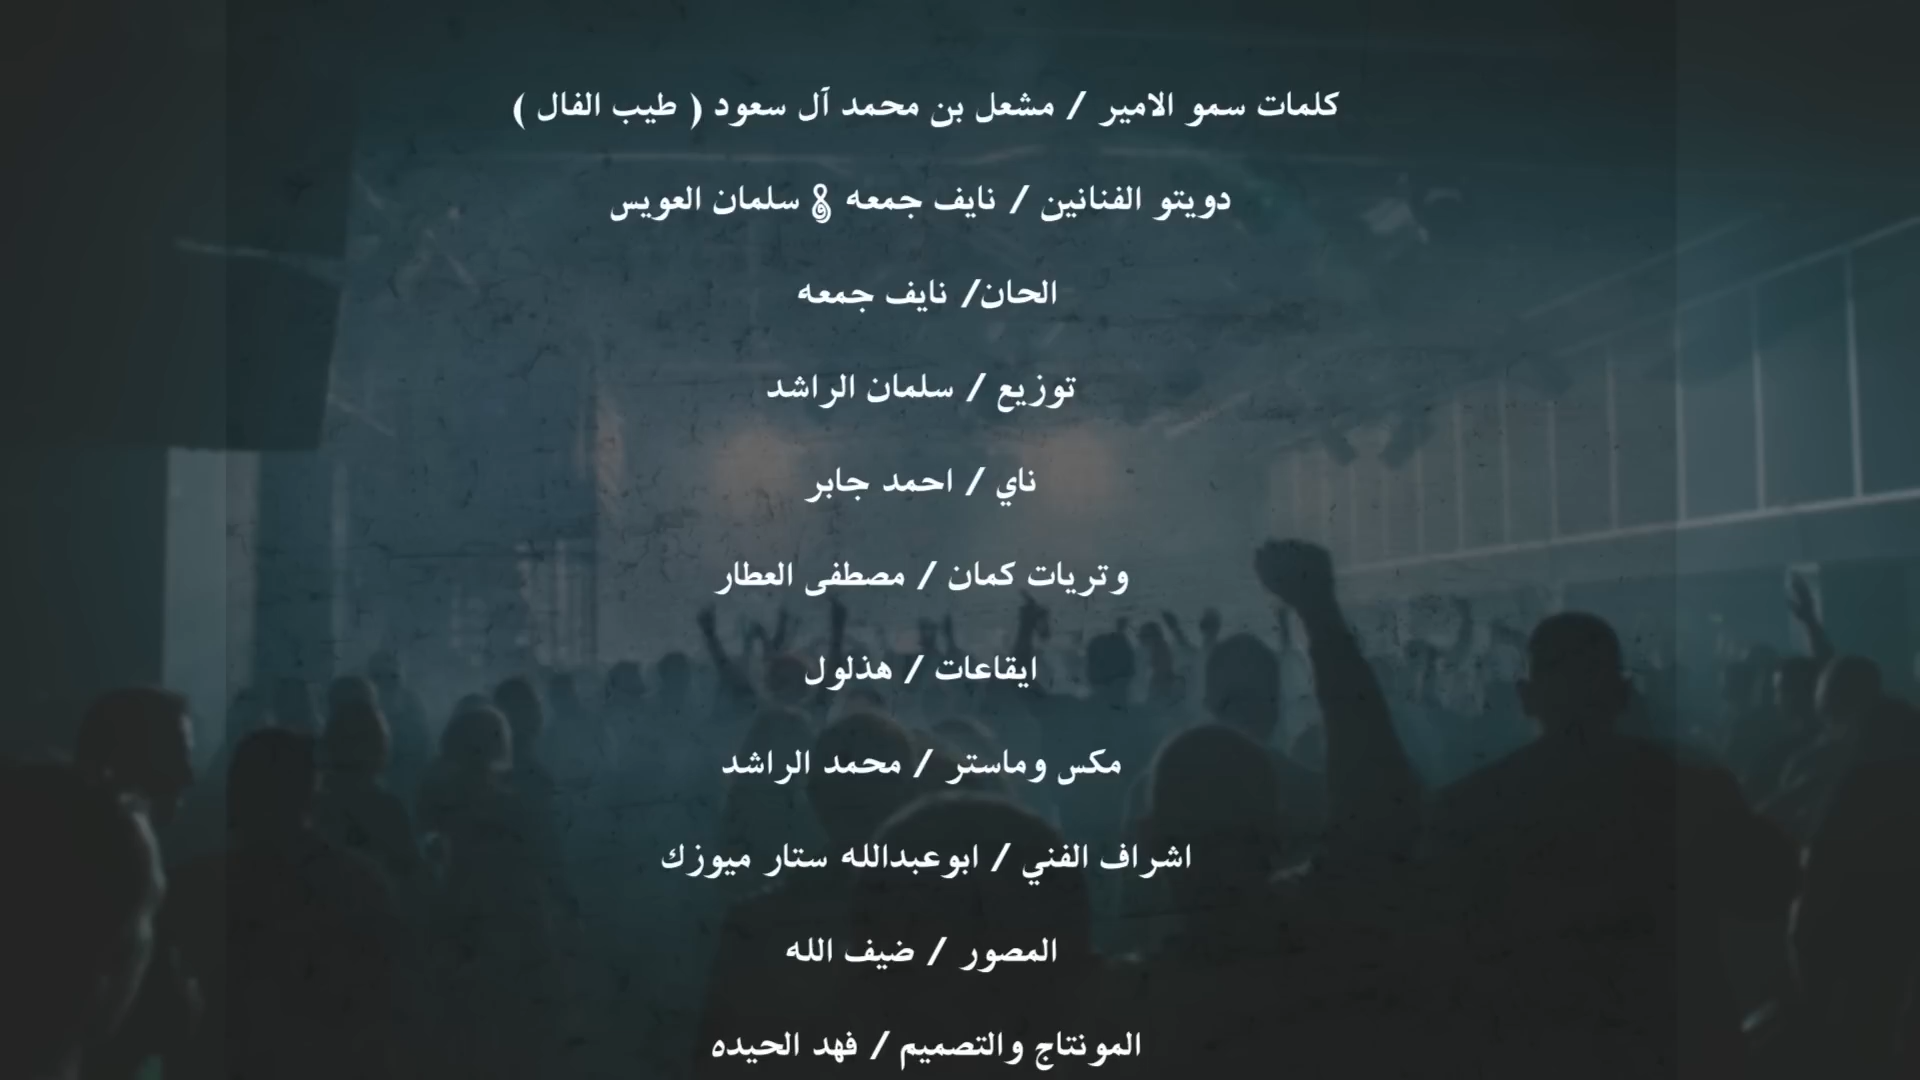 كلمات سمو الامير / مشعل بن محمد آل سعود ( طيب الفال )
دويتو الفنانين / نايف جمعه & سلمان العويس
الحان/ نايف جمعه
توزيع / سلمان الراشد
ناي / احمد جابر
وتريات كمان / مصطفى العطار
ايقاعات / هذلول
مكس وماستر / محمد الراشد
اشراف الفني / ابوعبدالله ستار ميوزك
المصور / ضيف الله
المونتاج والتصميم / فهد الحيده